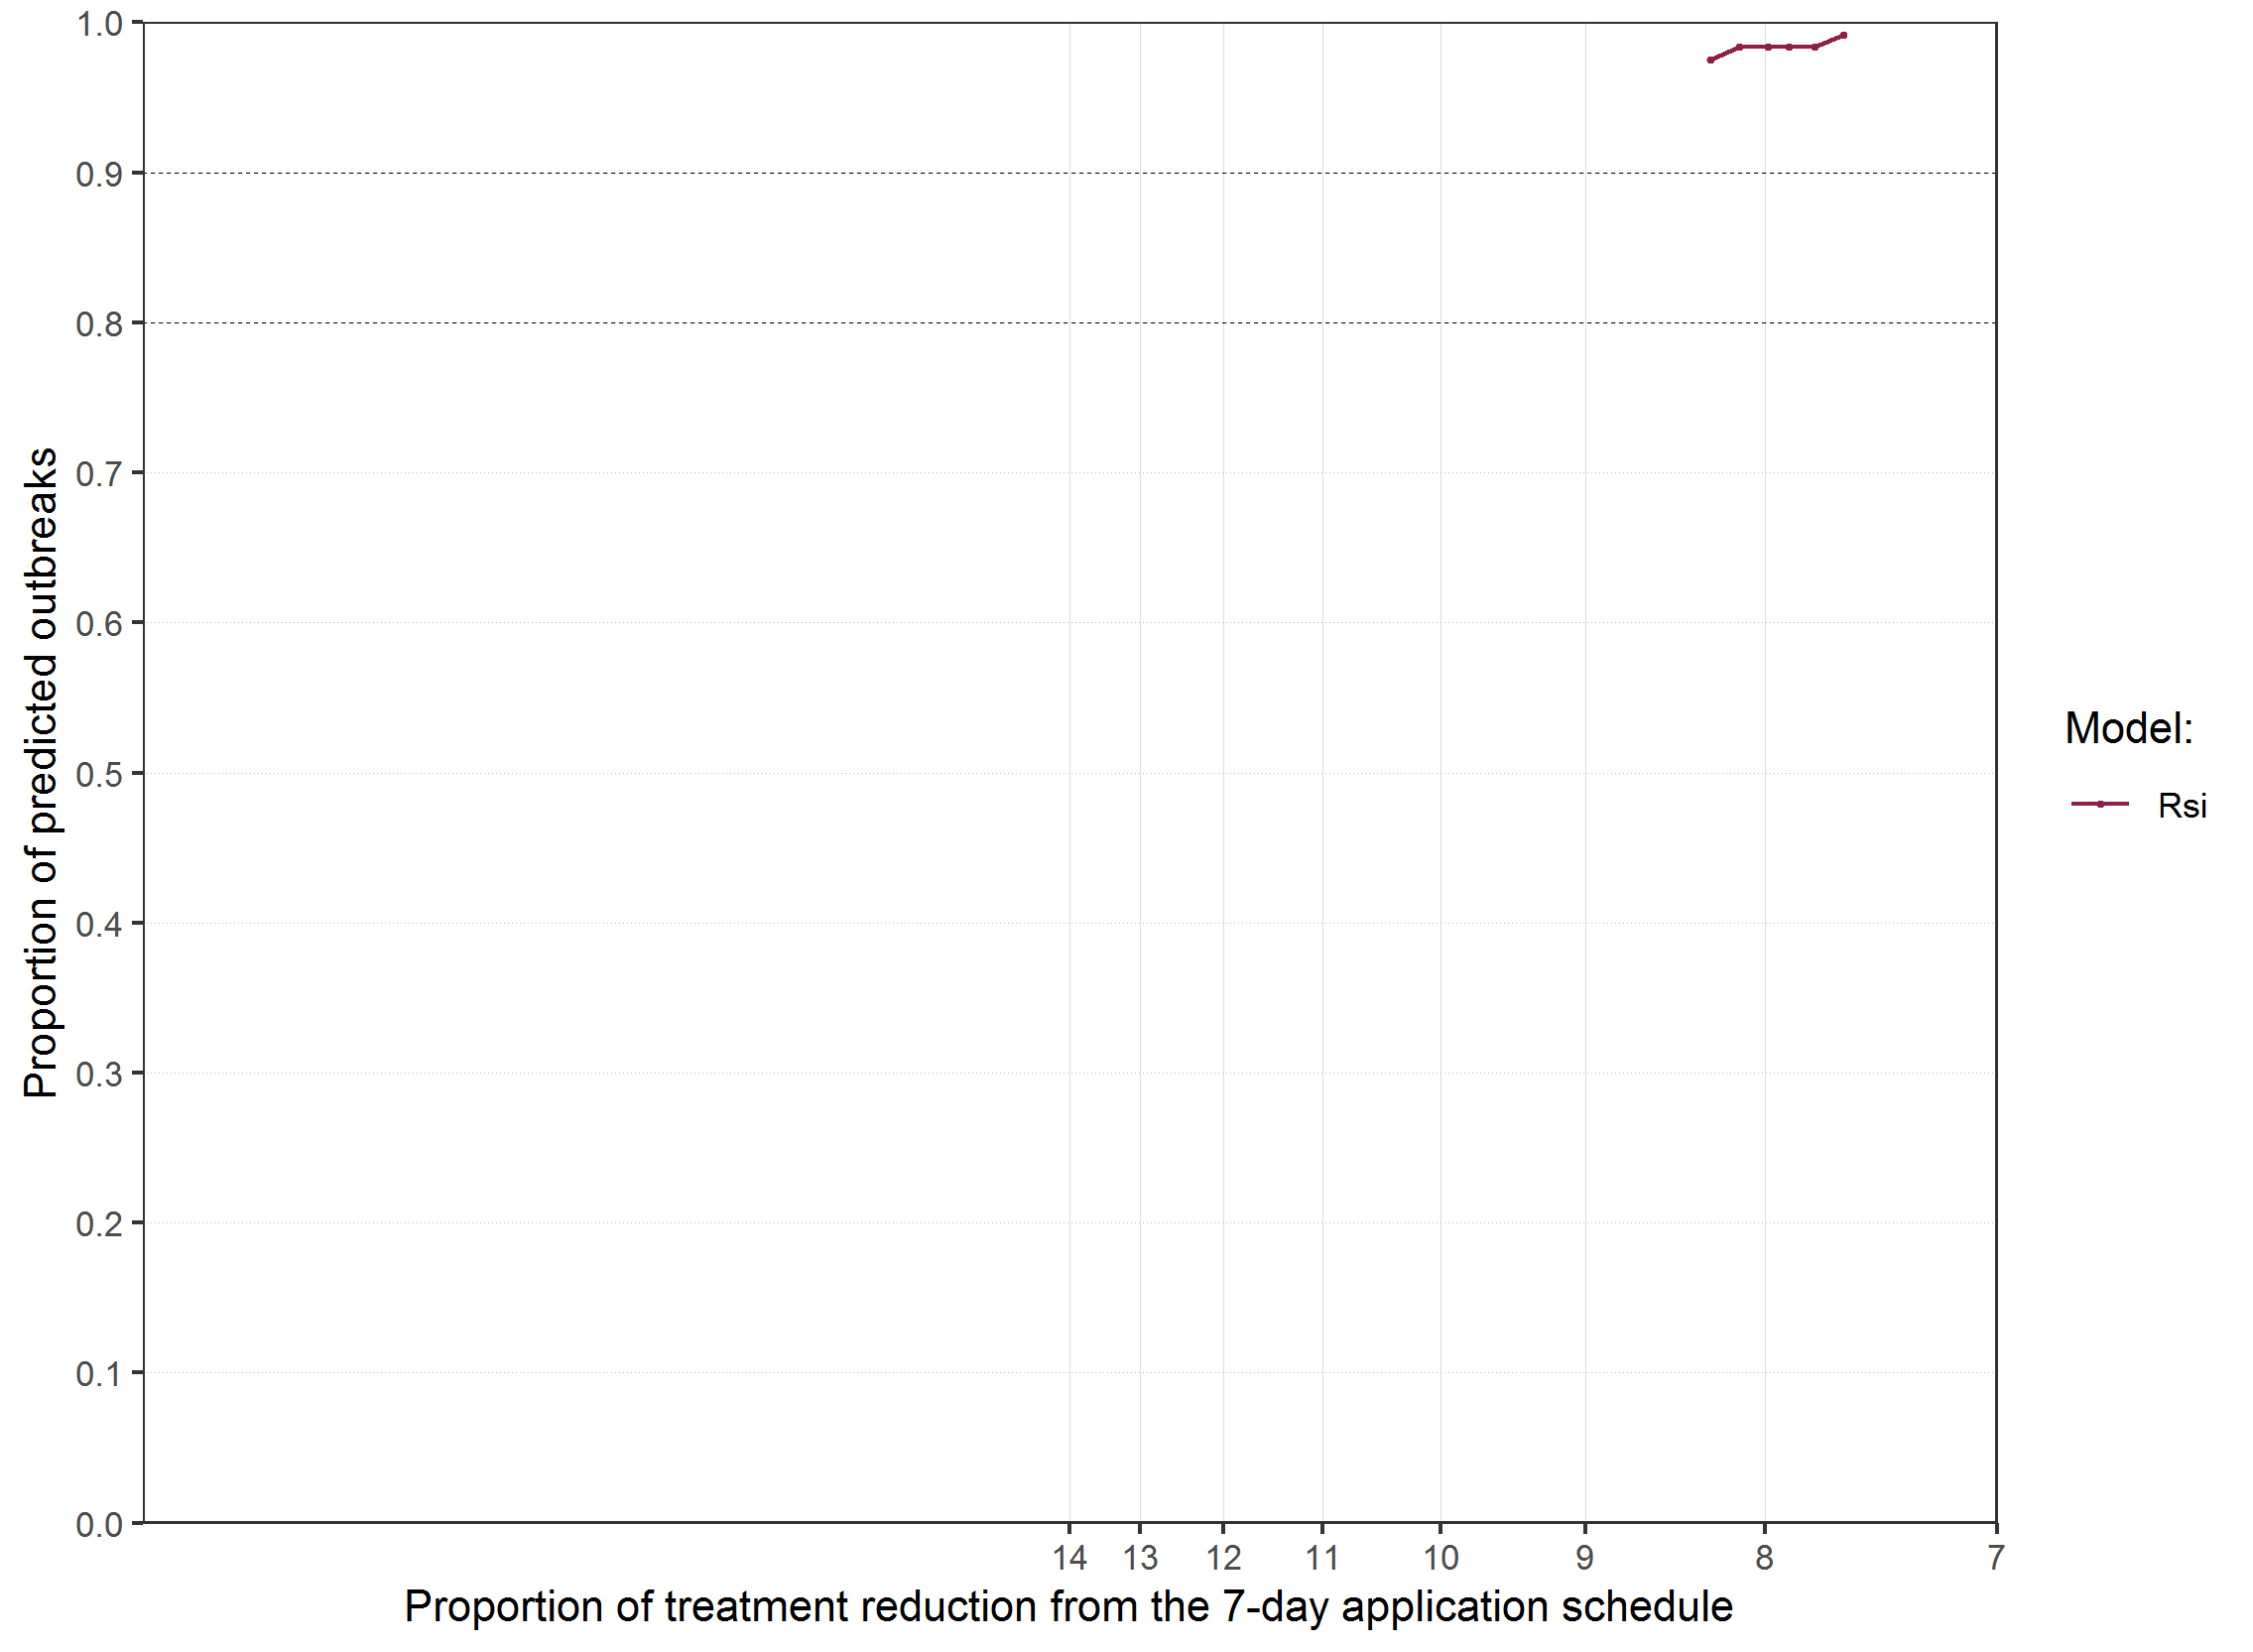 Proportion of predicted outbreaks
1.0
0.9
0.8
0.7
0.6
0.5
0.4
0.3
0.2
0.1
0.0
14 13 12 11 10 9 8 7
Proportion of treatment reduction from the 7-day application schedule
Model:
Rsi